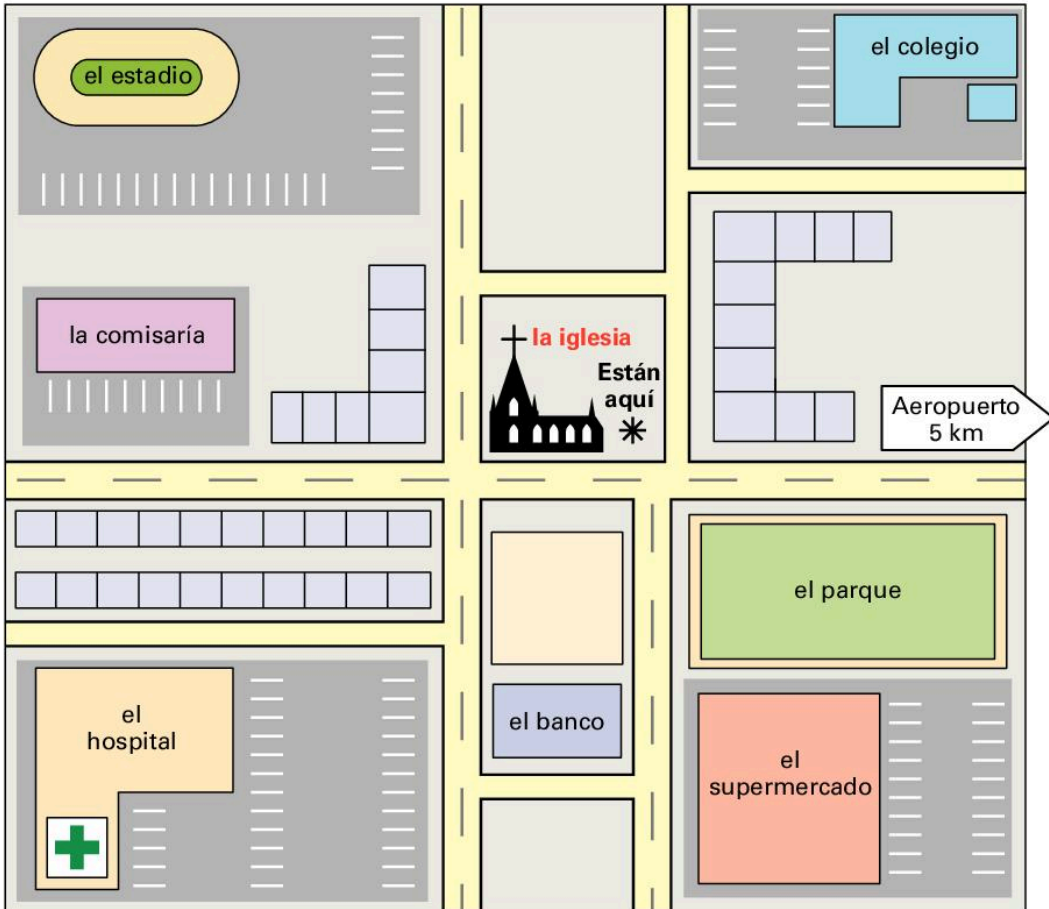 el estadio
el colegio
la comisaría
la iglesia
Están
aquí
Aeropuerto
5 km
el parque
el banco
el
hospital
el
supermercado